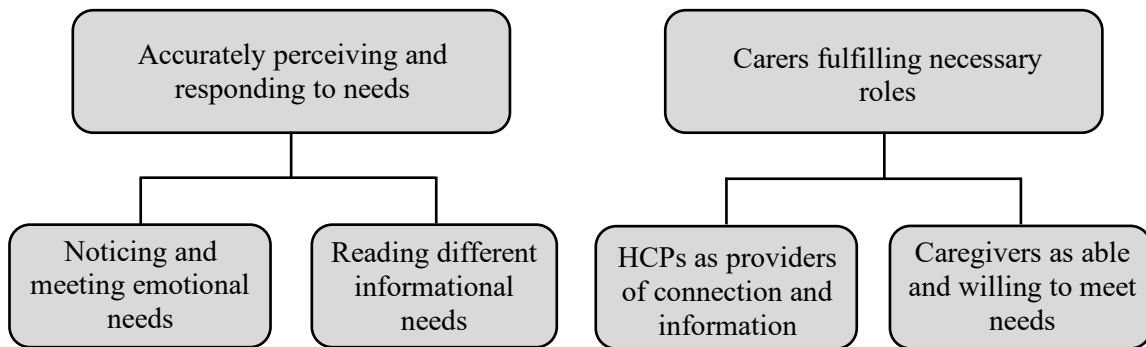 Accurately perceiving and
responding to needs
Carers fulfilling necessary
roles
Noticing and
meeting emotional
needs
Reading different
informational
needs
HCPs as providers
of connection and
information
Caregivers as able
and willing to meet
needs